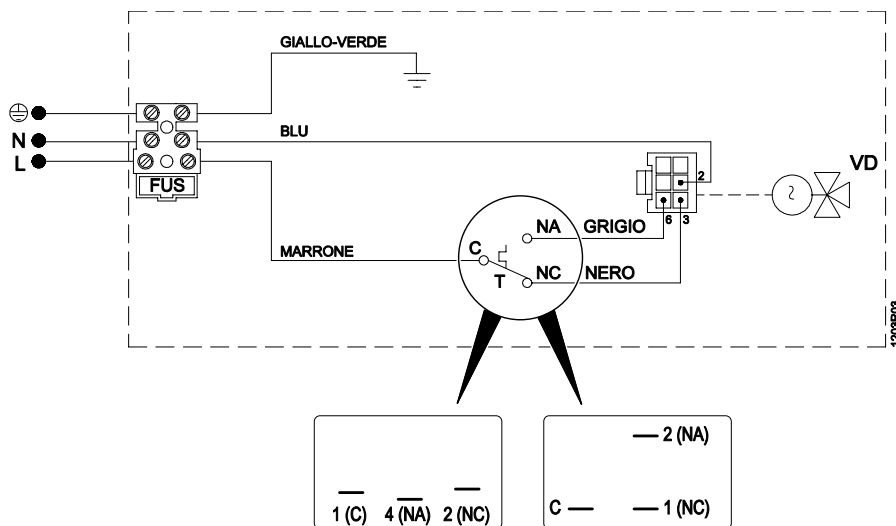 GIALLO-VERDE
BLU
N
L
FUS
2
VD
6
3
NA
GRIGIO
MARRONE
C
T
NC
NERO
1203R03
1 (C)
4 (NA)
2 (NC)
2 (NA)
C
1 (NC)